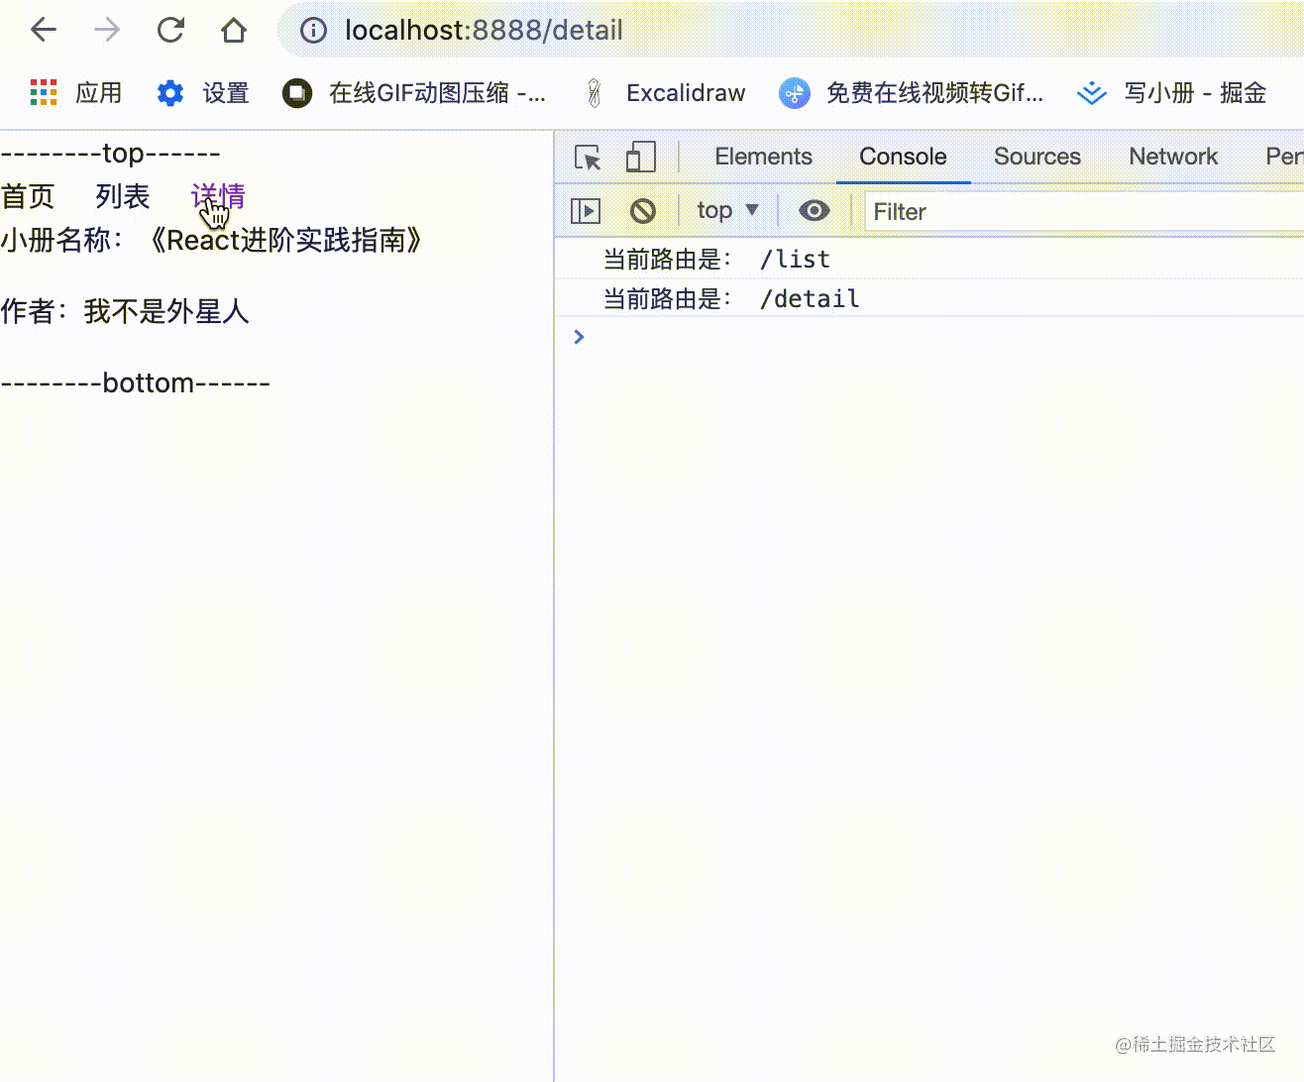 localhost:8888/detail
应用 设置 在线GIF动图压缩 -... Excalidraw 免费在线视频转Gif... 写小册 - 掘金
--------top------
首页 列表 详情
小册名称：《React进阶实践指南》
作者：我不是外星人
--------bottom------
Elements Console Sources Network Per
top Filter
当前路由是： /list
当前路由是： /detail
@稀土掘金技术社区